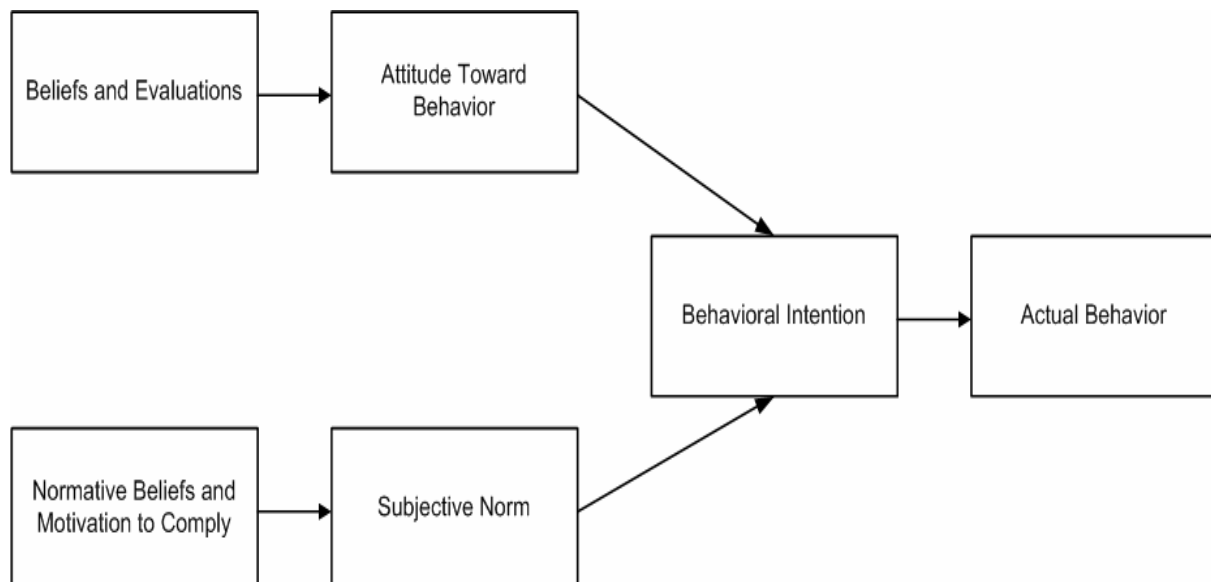 Beliefs and Evaluations
Attitude Toward
Behavior
Behavioral Intention
Actual Behavior
Normative Beliefs and
Motivation to Comply
Subjective Norm